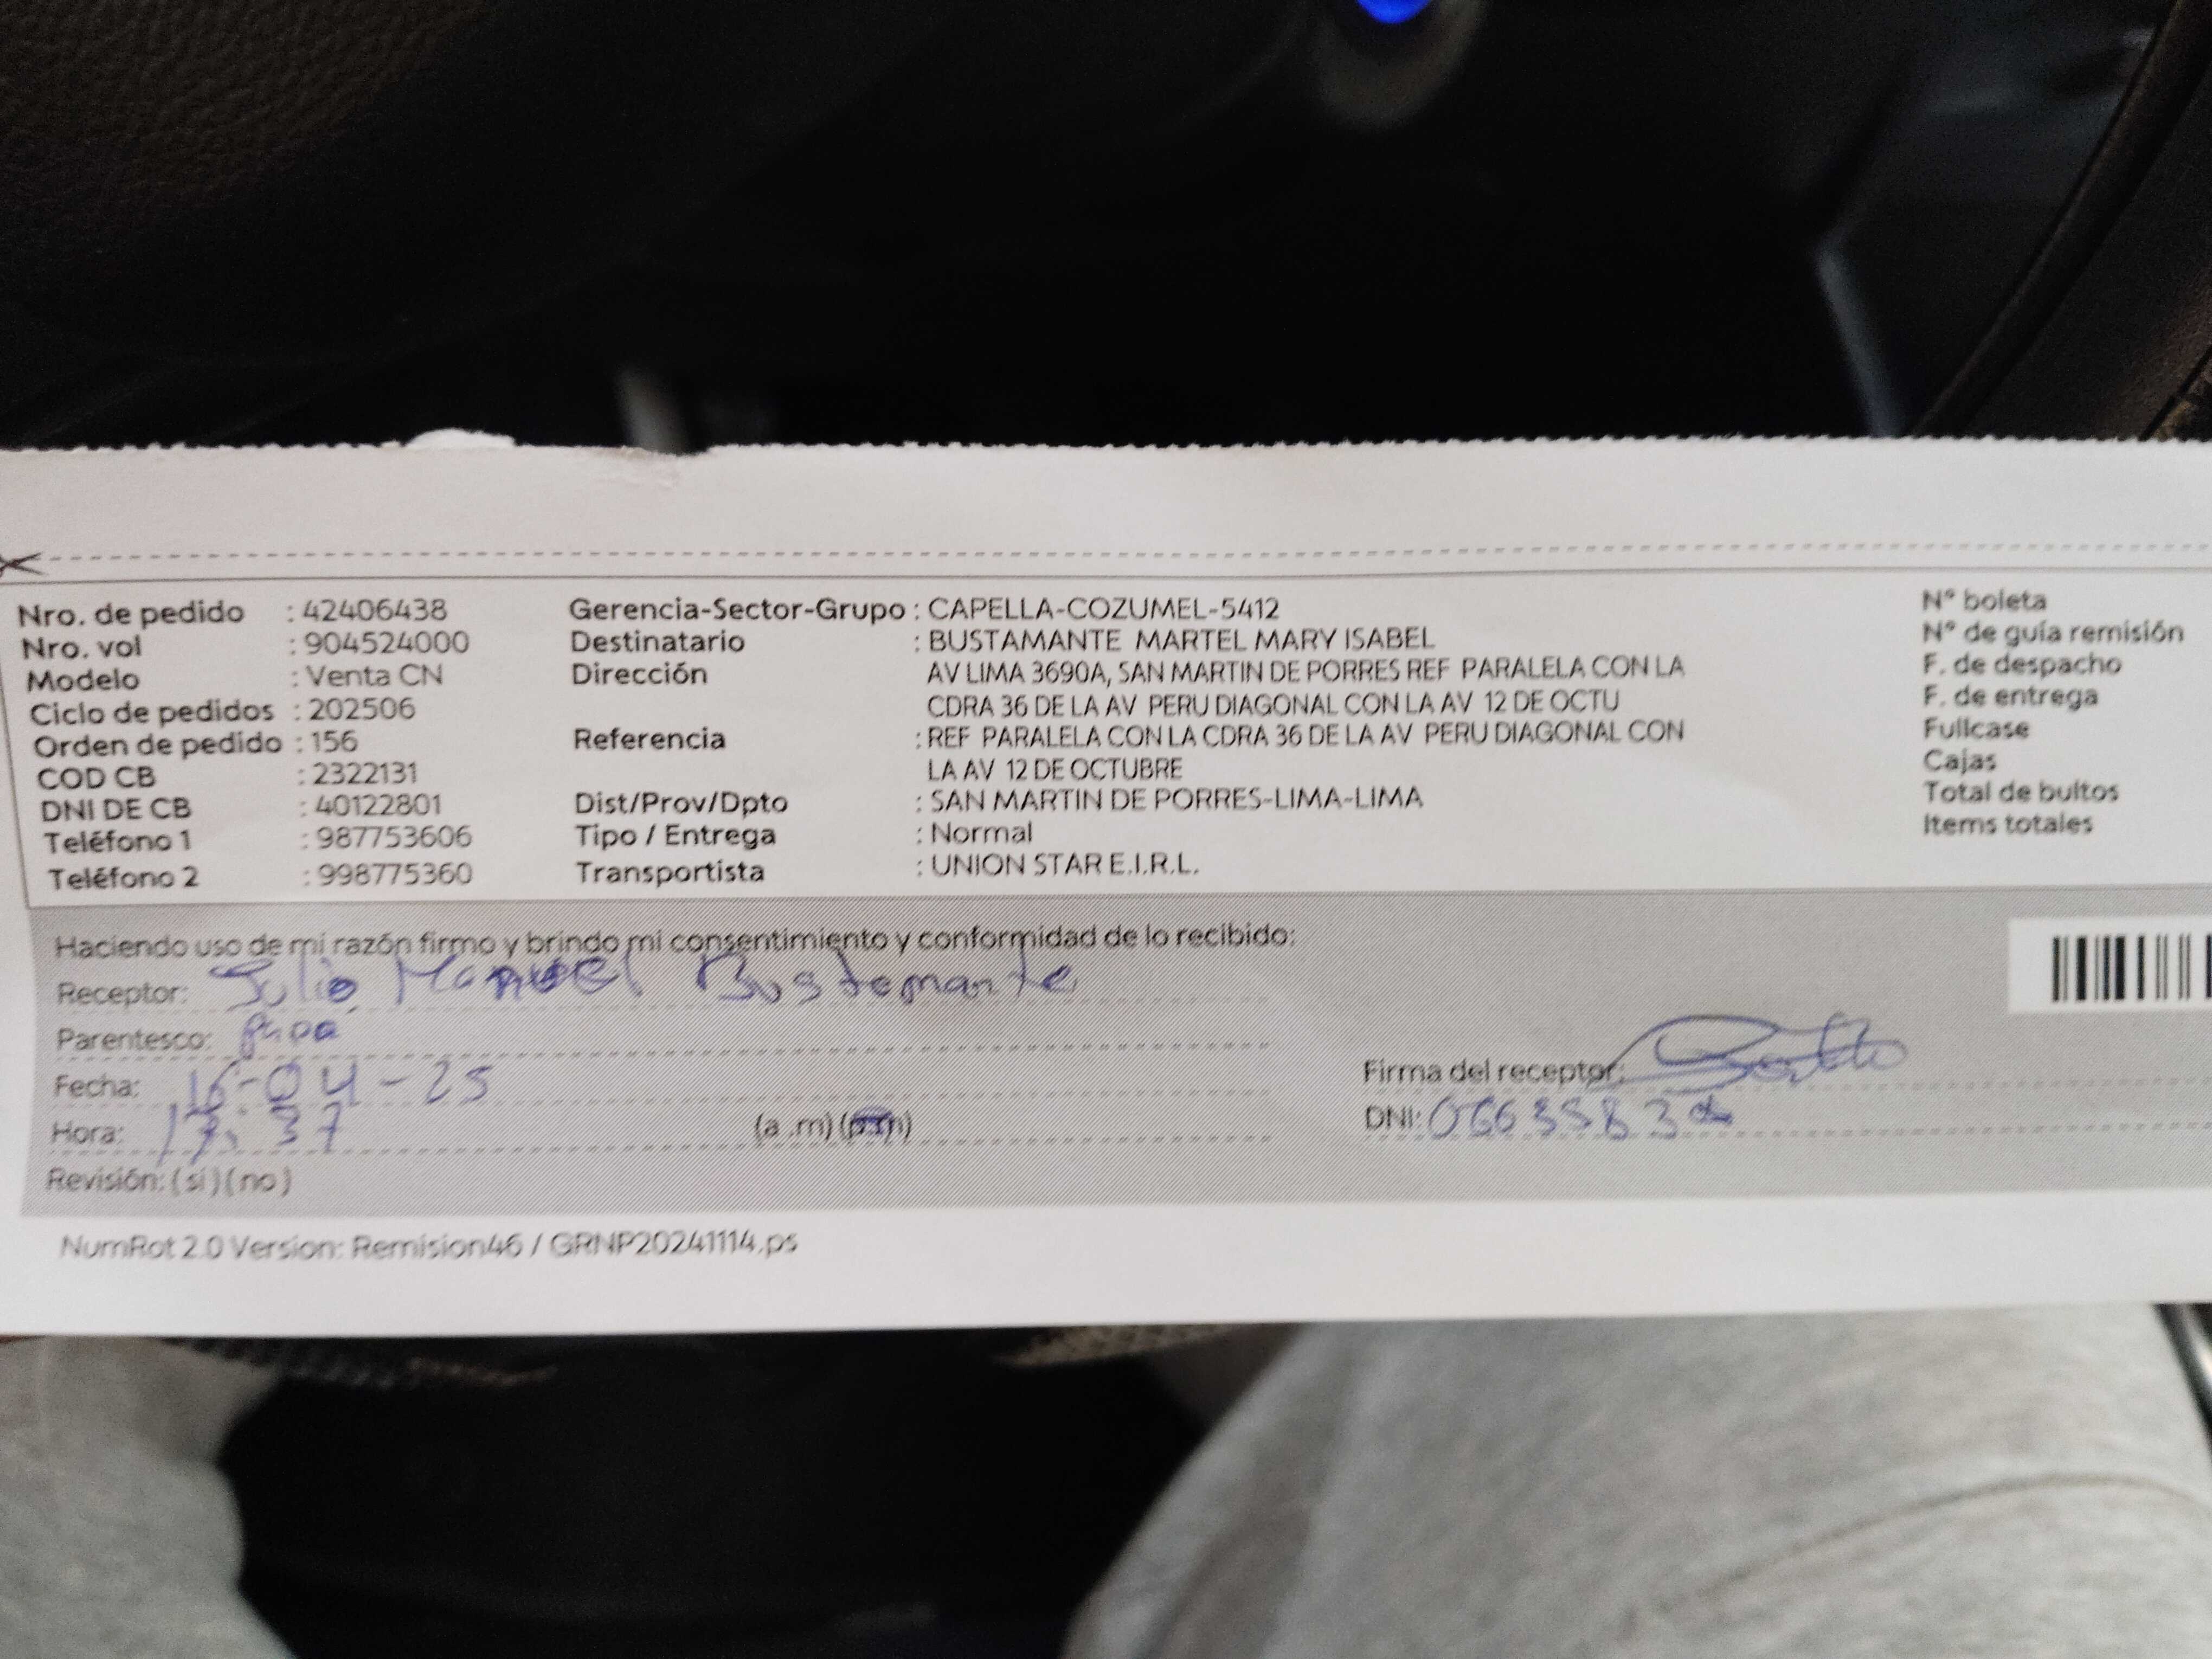 Nro. de pedido : 42406438 Gerencia-Sector-Grupo : CAPELLA-COZUMEL-5412 N° boleta
Nro. vol : 904524000 Destinatario : BUSTAMANTE MARTEL MARY ISABEL N° de guía remisión
Modelo : Venta CN Dirección AV LIMA 3690A, SAN MARTIN DE PORRES REF PARALELA CON LA F. de despacho
Ciclo de pedidos : 202506 CDRA 36 DE LA AV PERU DIAGONAL CON LA AV 12 DE OCTU F. de entrega
Orden de pedido : 156 Referencia : REF PARALELA CON LA CDRA 36 DE LA AV PERU DIAGONAL CON Fullcase
COD CB : 2322131 LA AV 12 DE OCTUBRE Cajas
DNI DE CB : 40122801 Dist/Prov/Dpto : SAN MARTIN DE PORRES-LIMA-LIMA Total de bultos
Teléfono 1 : 987753606 Tipo / Entrega : Normal Items totales
Teléfono 2 : 998775360 Transportista : UNION STAR E.I.R.L.
Haciendo uso de mi razón firmo y brindo mi consentimiento y conformidad de lo recibido:
Receptor: Julio Manuel Bustamante
Parentesco: papa
Fecha: 16-04-25 Firma del receptor:
Hora: 17:37 (a .m) (p.m) DNI:
Revisión: ( si ) ( no )
NumRot 2.0 Version: Remision46 / GRNP20241114.ps